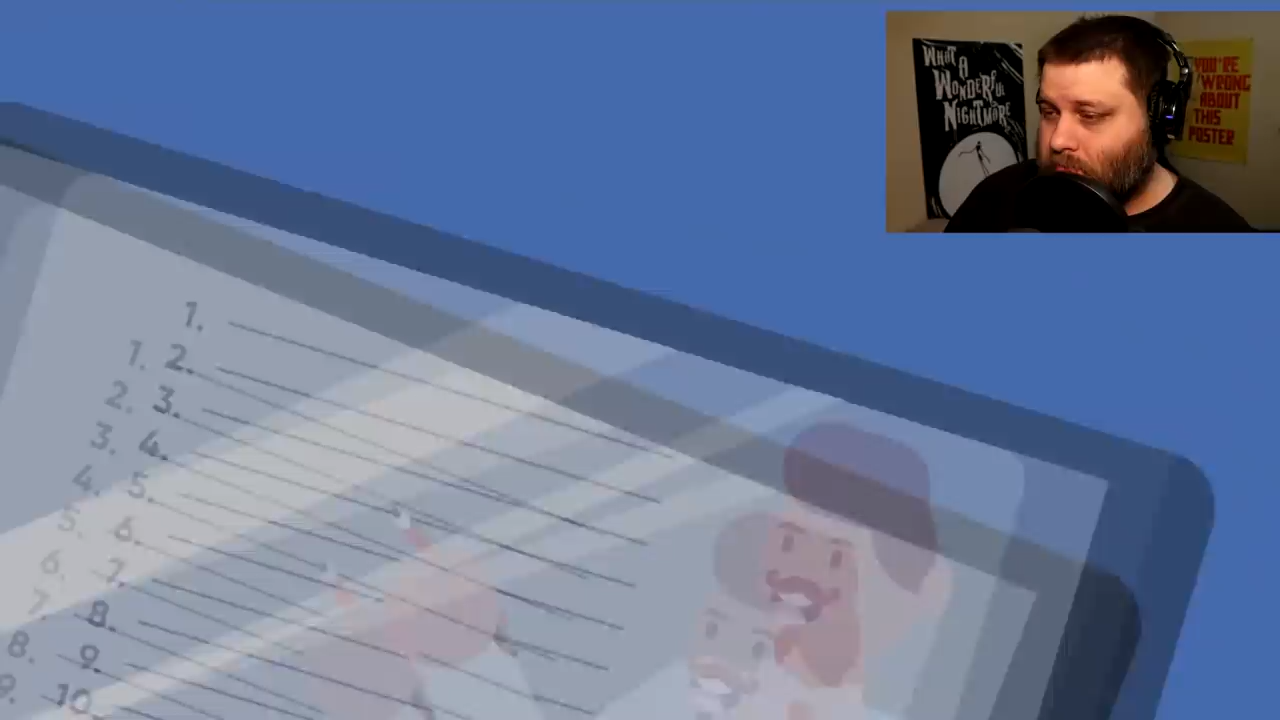 WHAT A
WONDERFUL
NIGHTMARE
YOU'RE
WRONG
ABOUT
THIS
POSTER
1.
2.
3.
4.
5.
6.
7.
8.
9.
10.
1.
2.
3.
4.
5.
6.
7.
8.
9.